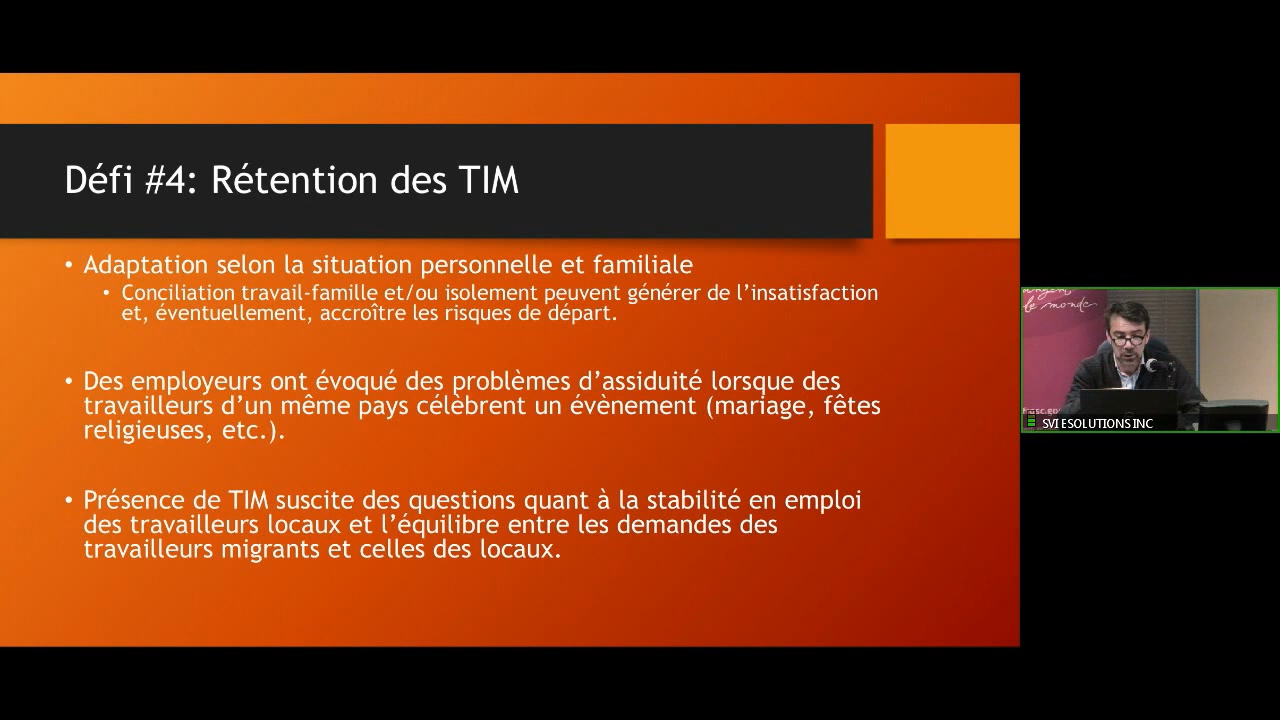 Défi #4: Rétention des TIM
• Adaptation selon la situation personnelle et familiale
• Conciliation travail-famille et/ou isolement peuvent générer de l’insatisfaction
et, éventuellement, accroître les risques de départ.
• Des employeurs ont évoqué des problèmes d’assiduité lorsque des
travailleurs d’un même pays célèbrent un évènement (mariage, fêtes
religieuses, etc.).
• Présence de TIM suscite des questions quant à la stabilité en emploi
des travailleurs locaux et l’équilibre entre les demandes des
travailleurs migrants et celles des locaux.
le monde
SVI ESOLUTIONS INC